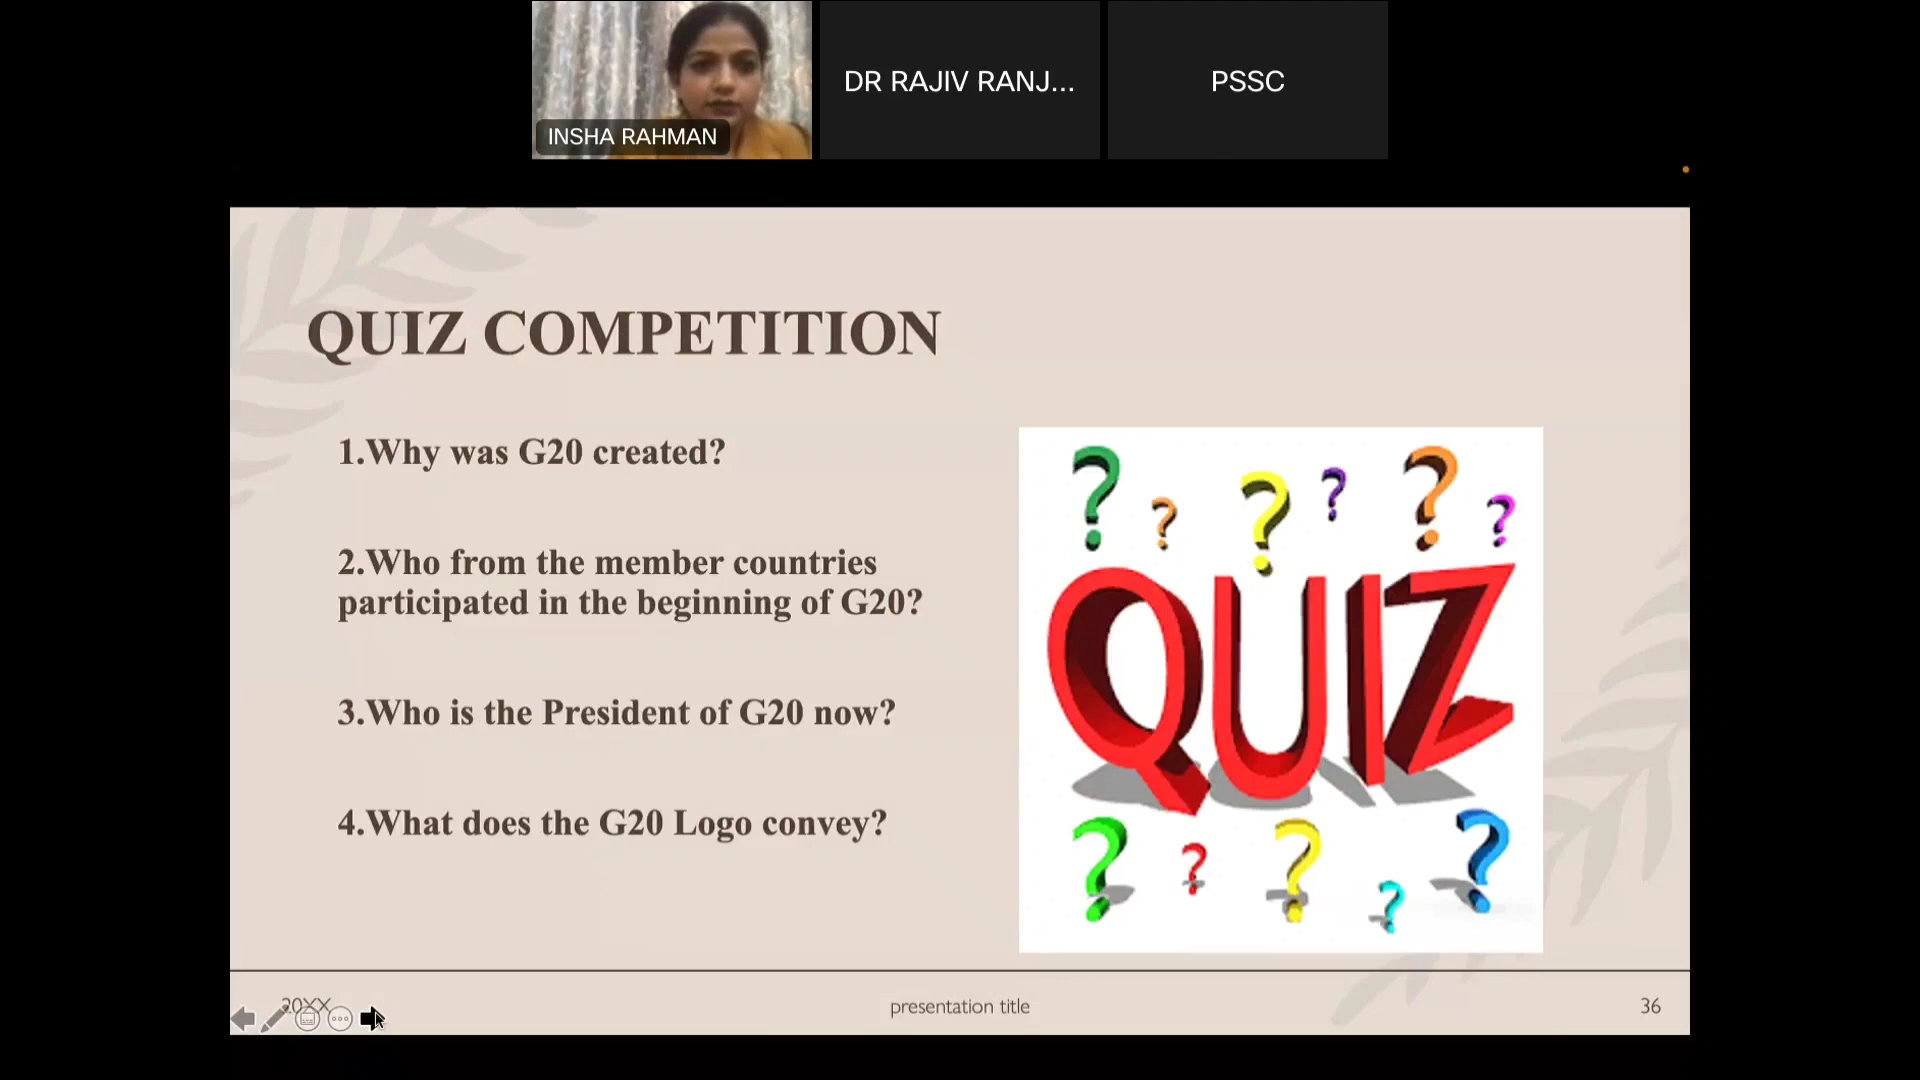 INSHA RAHMAN
DR RAJIV RANJ...
PSSC
QUIZ COMPETITION
1.Why was G20 created?
2.Who from the member countries
participated in the beginning of G20?
3.Who is the President of G20 now?
4.What does the G20 Logo convey?
? ? ? ? ? ?
QUIZ
? ? ? ? ?
20XX
presentation title
36